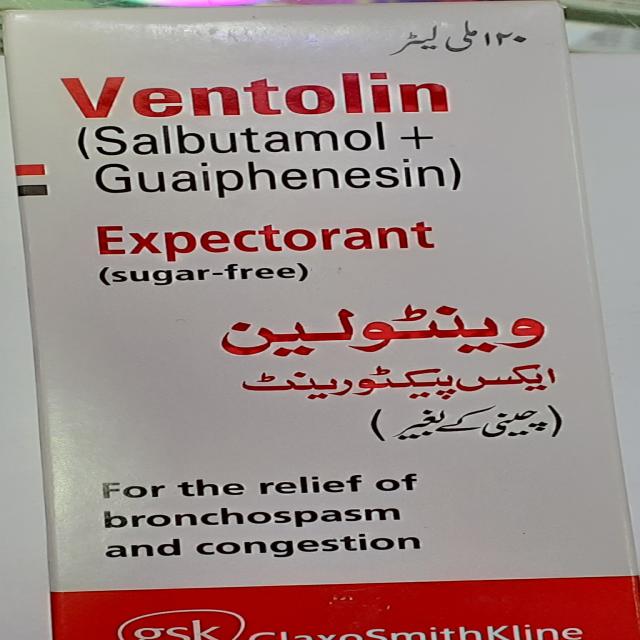 ۱۲۰ ملی لیٹر
Ventolin
(Salbutamol +
Guaiphenesin)
Expectorant
(sugar-free)
وینٹولین
ایکس پیکٹورینٹ
(چینی کے بغیر)
For the relief of
bronchospasm
and congestion
gsk GlaxoSmithKline